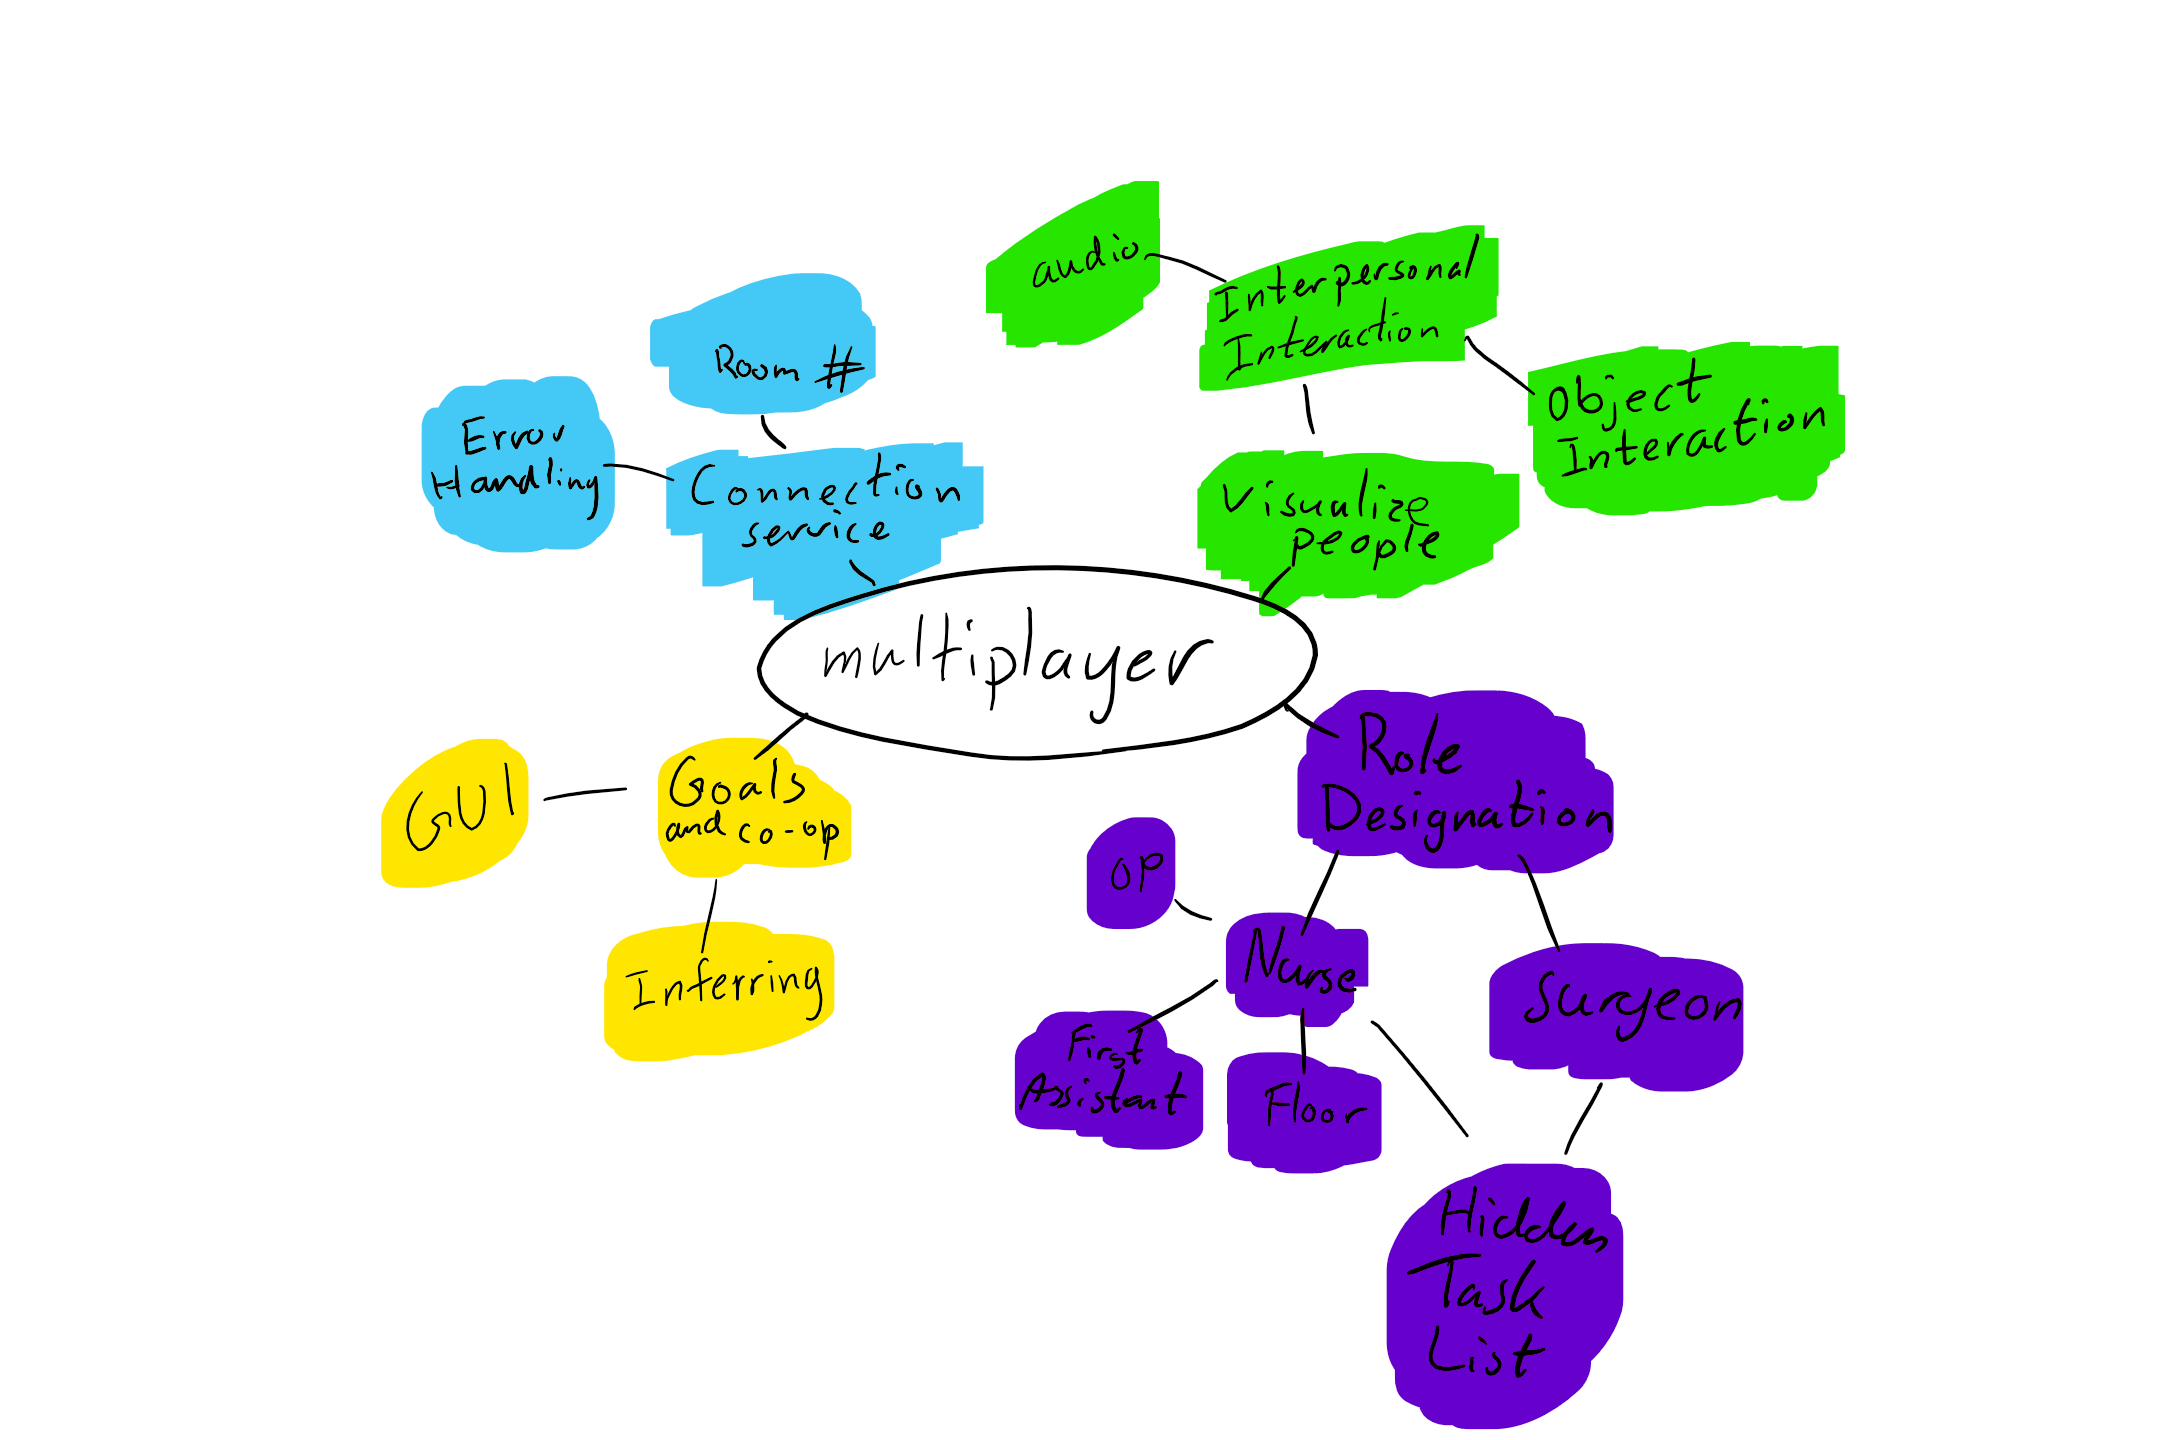 audio
Interpersonal
Interaction
Room #
Object
Interaction
Error
Handling
Connection
service
Visualize
people
multiplayer
Role
Designation
GUI
Goals
and co-op
OP
Nurse
Inferring
Surgeon
First
Assistant
Floor
Hidden
Task
List